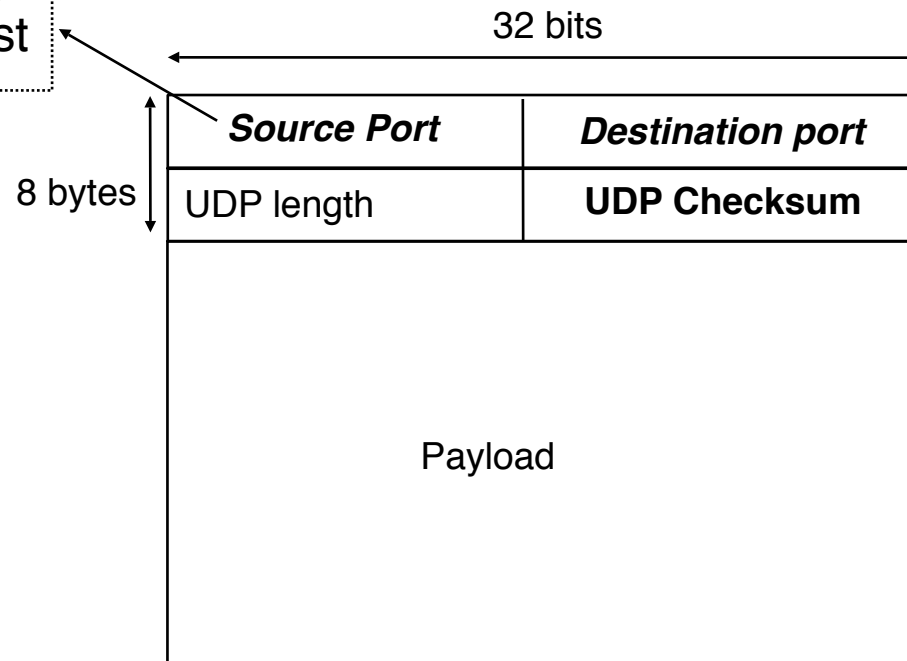 st
32 bits
Source Port
Destination port
8 bytes
UDP length
UDP Checksum
Payload